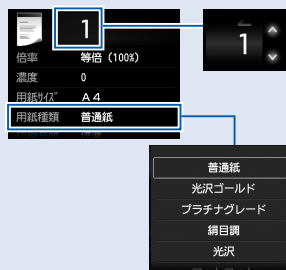 1
倍率 等倍 (100%)
濃度 0
用紙ｻｲｽﾞ A4
用紙種類 普通紙
1
普通紙
光沢ゴールド
プラチナグレード
絹目調
光沢